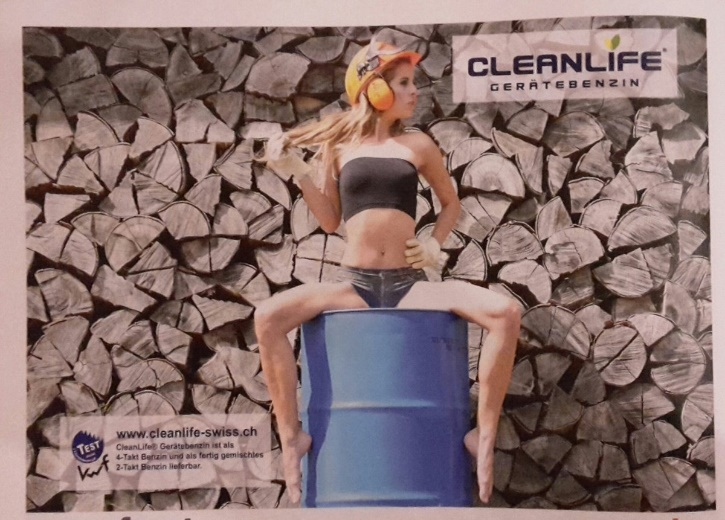 CLEANLIFE®
GERÄTEBENZIN
TEST
KWF
www.cleanlife-swiss.ch
CleanLife® Gerätebenzin ist als
4-Takt Benzin und als fertig gemischtes
2-Takt Benzin lieferbar.